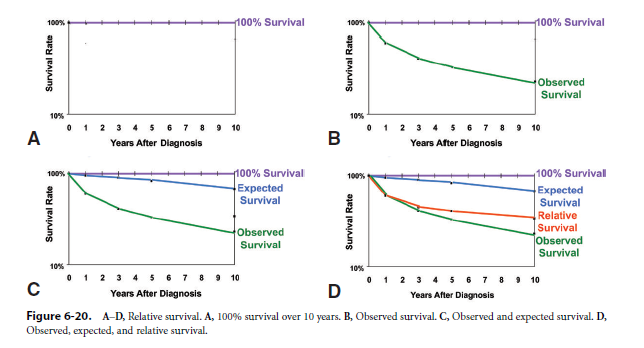 100%
100% Survival
Survival Rate
10%
0 1 2 3 4 5 6 7 8 9 10
Years After Diagnosis
A
100%
100% Survival
Survival Rate
Observed
Survival
10%
0 1 2 3 4 5 6 7 8 9 10
Years After Diagnosis
B
100%
100% Survival
Expected
Survival
Survival Rate
Observed
Survival
10%
0 1 2 3 4 5 6 7 8 9 10
Years After Diagnosis
C
100%
100% Survival
Expected
Survival
Relative
Survival
Survival Rate
Observed
Survival
10%
0 1 2 3 4 5 6 7 8 9 10
Years After Diagnosis
D
Figure 6-20. A–D, Relative survival. A, 100% survival over 10 years. B, Observed survival. C, Observed and expected survival. D,
Observed, expected, and relative survival.